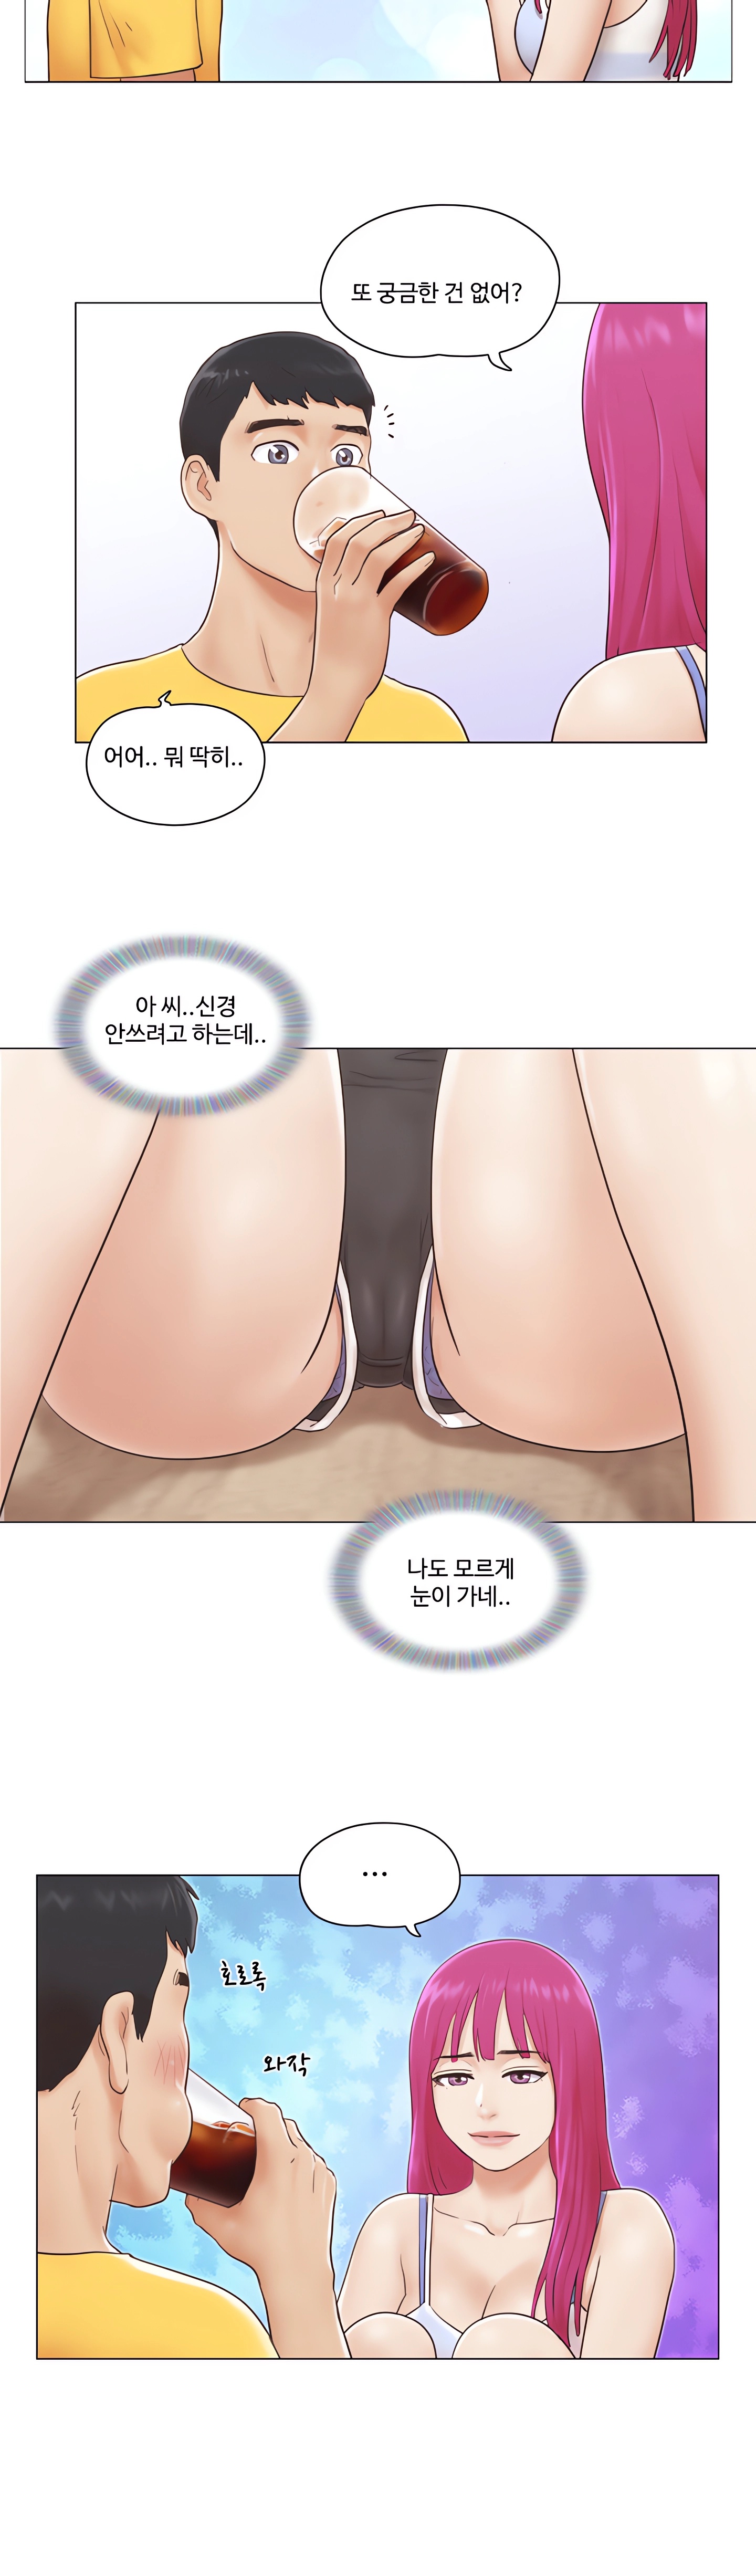 또 궁금한 건 없어?
어어.. 뭐 딱히..
아 씨..신경
안쓰려고 하는데..
나도 모르게
눈이 가네..
...
호로록
와작